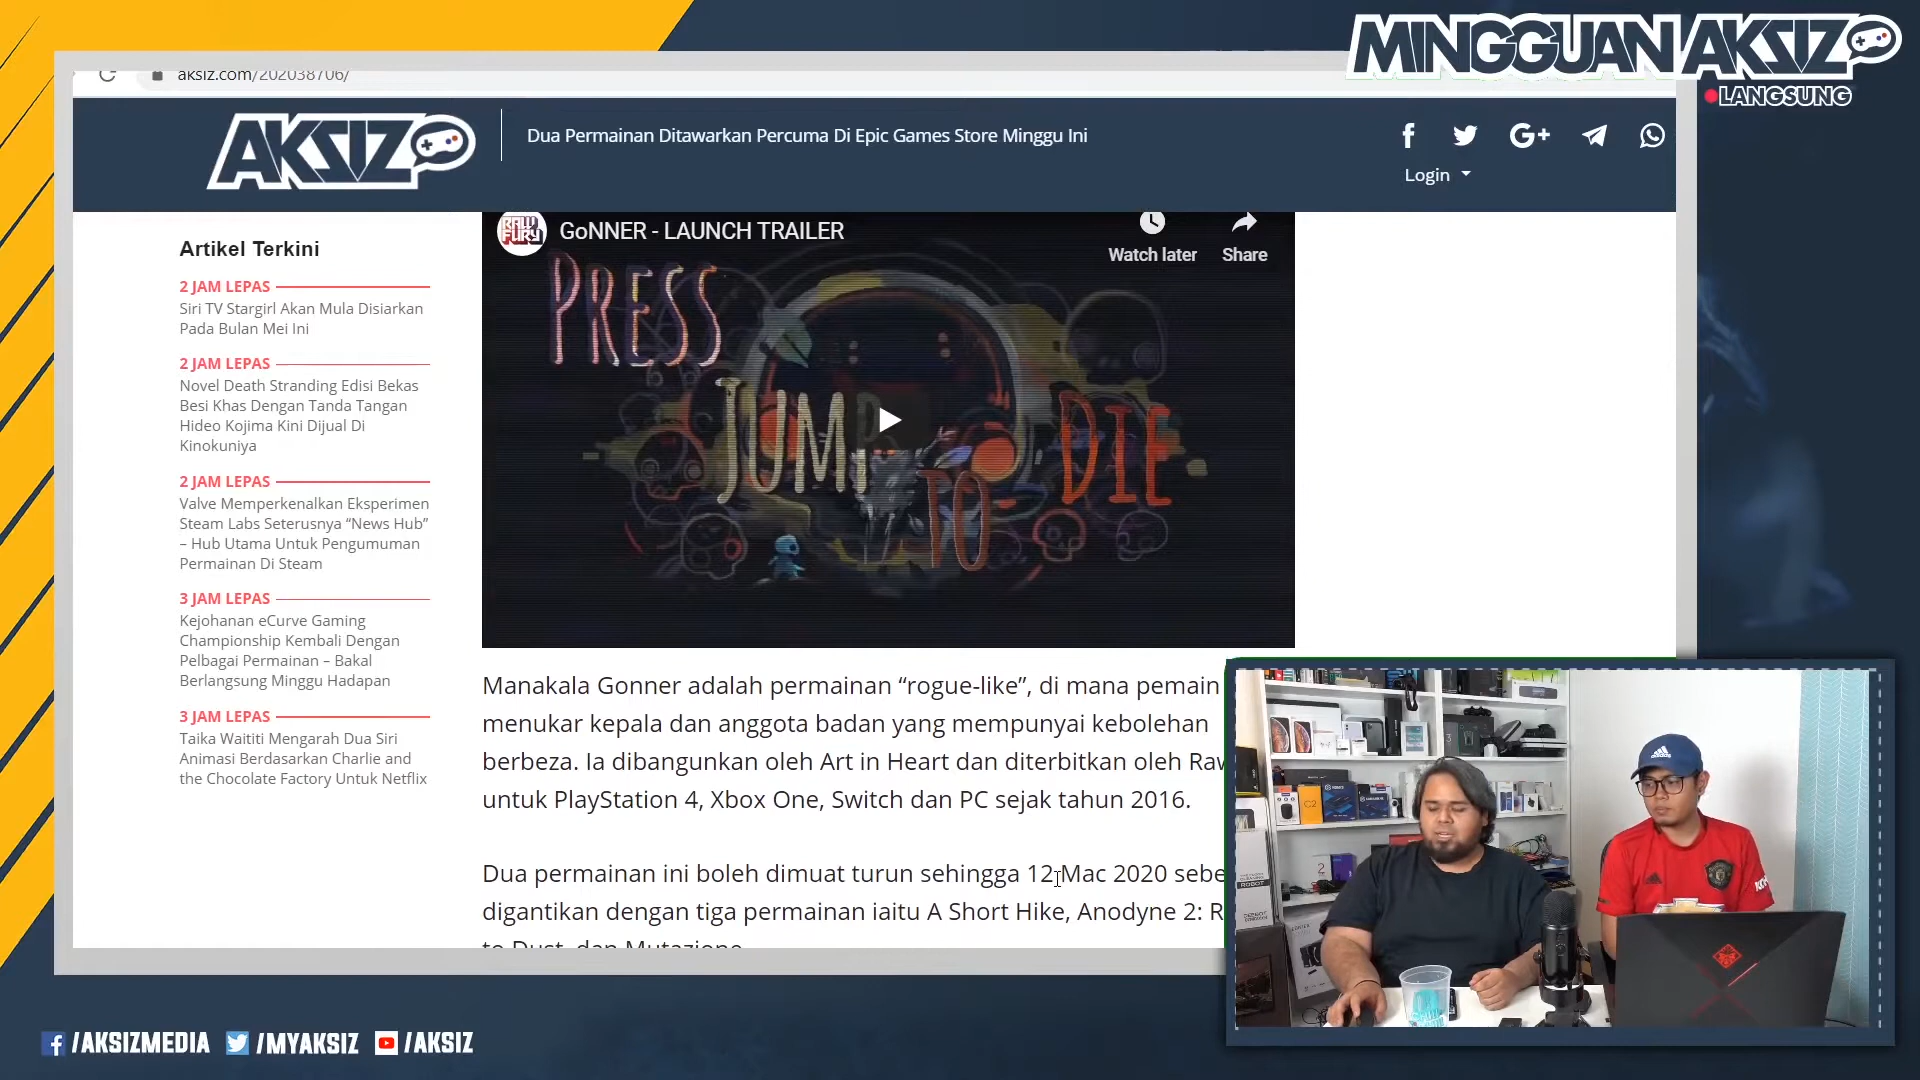 MINGGUAN AKSIZ
LANGSUNG
aksiz.com/202038706/
AKSIZ
Dua Permainan Ditawarkan Percuma Di Epic Games Store Minggu Ini
Login
Artikel Terkini
2 JAM LEPAS
Siri TV Stargirl Akan Mula Disiarkan
Pada Bulan Mei Ini
2 JAM LEPAS
Novel Death Stranding Edisi Bekas
Besi Khas Dengan Tanda Tangan
Hideo Kojima Kini Dijual Di
Kinokuniya
2 JAM LEPAS
Valve Memperkenalkan Eksperimen
Steam Labs Seterusnya “News Hub”
– Hub Utama Untuk Pengumuman
Permainan Di Steam
3 JAM LEPAS
Kejohanan eCurve Gaming
Championship Kembali Dengan
Pelbagai Permainan – Bakal
Berlangsung Minggu Hadapan
3 JAM LEPAS
Taika Waititi Mengarah Dua Siri
Animasi Berdasarkan Charlie and
the Chocolate Factory Untuk Netflix
RAW FURY
GoNNER - LAUNCH TRAILER
Watch later
Share
PRESS
JUMP
TO
DIE
Manakala Gonner adalah permainan “rogue-like”, di mana pemain
menukar kepala dan anggota badan yang mempunyai kebolehan
berbeza. Ia dibangunkan oleh Art in Heart dan diterbitkan oleh Raw
untuk PlayStation 4, Xbox One, Switch dan PC sejak tahun 2016.
Dua permainan ini boleh dimuat turun sehingga 12 Mac 2020 sebe
digantikan dengan tiga permainan iaitu A Short Hike, Anodyne 2: R
to Dust, dan Mutazione.
/AKSIZMEDIA
/MYAKSIZ
/AKSIZ